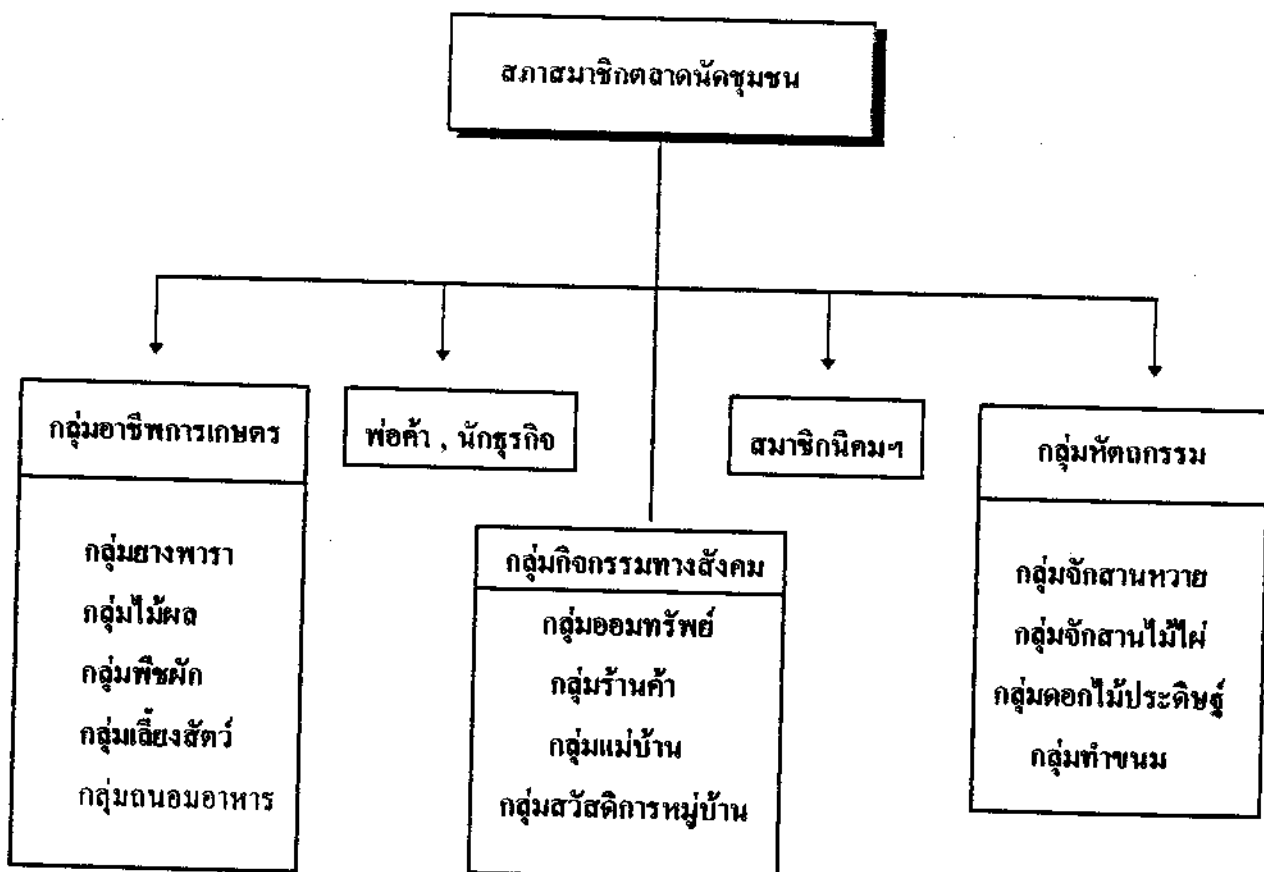 สภาสมาชิกตลาดนัดชุมชน
กลุ่มอาชีพการเกษตร
กลุ่มยางพารา
กลุ่มไม้ผล
กลุ่มพืชผัก
กลุ่มเลี้ยงสัตว์
กลุ่มถนอมอาหาร
พ่อค้า , นักธุรกิจ
กลุ่มกิจกรรมทางสังคม
กลุ่มออมทรัพย์
กลุ่มร้านค้า
กลุ่มแม่บ้าน
กลุ่มสวัสดิการหมู่บ้าน
สมาชิกนิคมฯ
กลุ่มหัตถกรรม
กลุ่มจักสานหวาย
กลุ่มจักสานไม้ไผ่
กลุ่มดอกไม้ประดิษฐ์
กลุ่มทำขนม